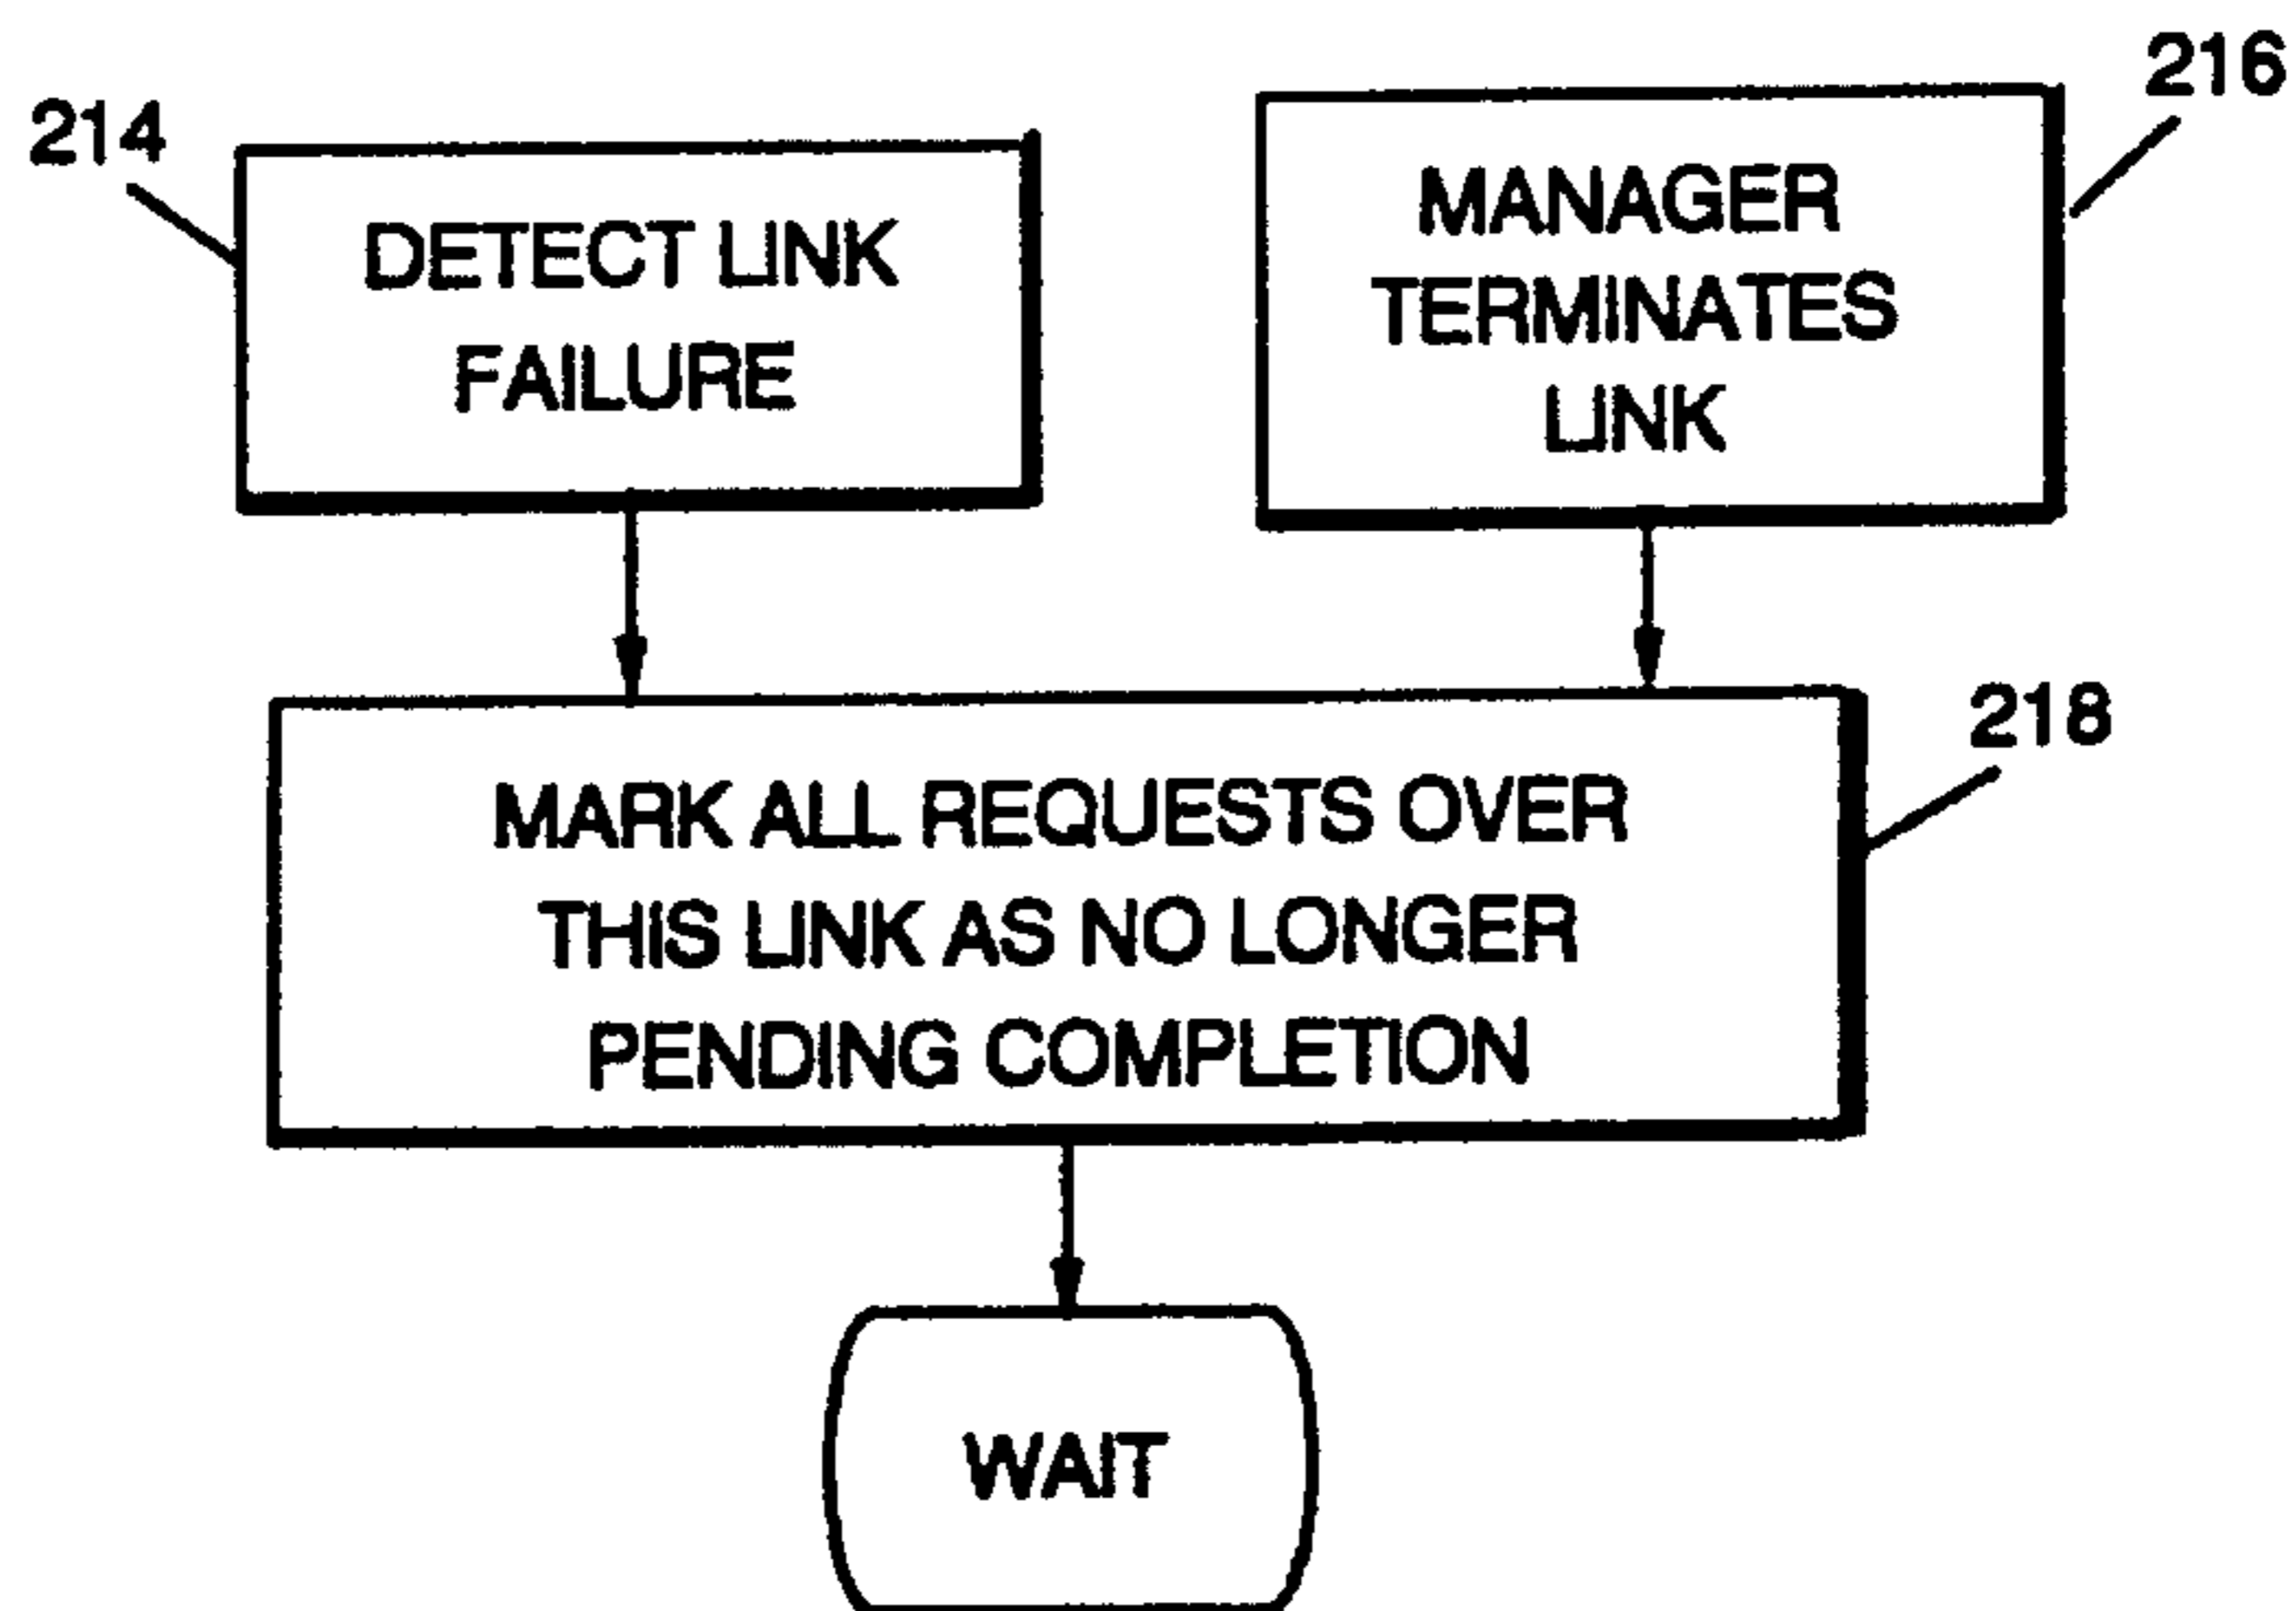 214
DETECT LINK
FAILURE
216
MANAGER
TERMINATES
LINK
218
MARK ALL REQUESTS OVER
THIS LINK AS NO LONGER
PENDING COMPLETION
WAIT